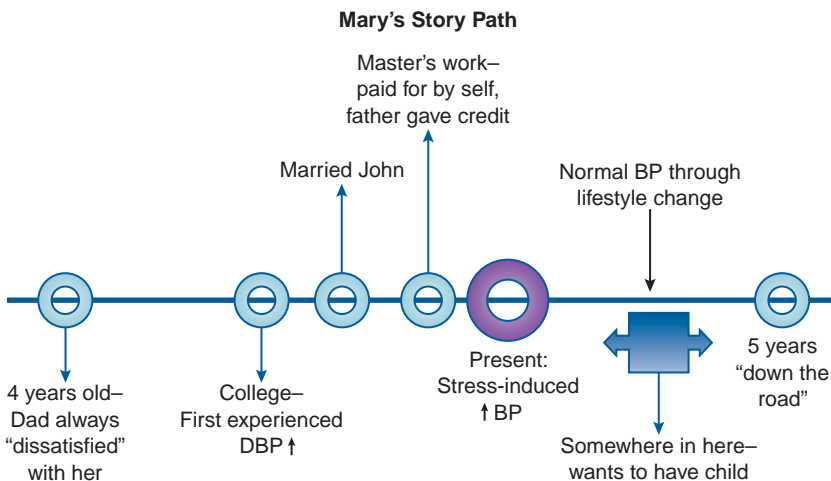 Mary's Story Path
Master's work–
paid for by self,
father gave credit
Married John
Normal BP through
lifestyle change
4 years old–
Dad always
“dissatisfied”
with her
College–
First experienced
DBP ↑
Present:
Stress-induced
↑ BP
Somewhere in here–
wants to have child
5 years
“down the
road”